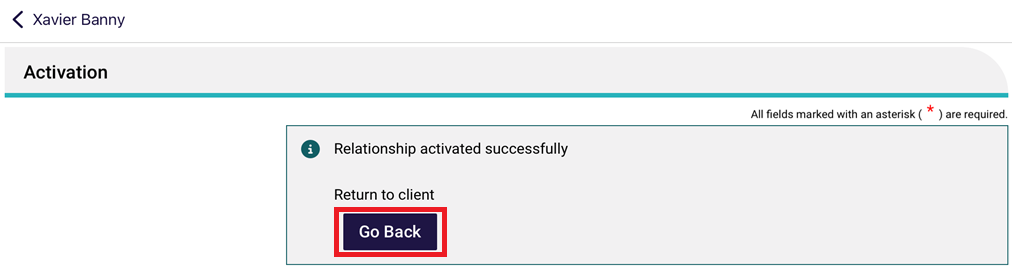 Xavier Banny
Activation
All fields marked with an asterisk ( * ) are required.
Relationship activated successfully
Return to client
Go Back